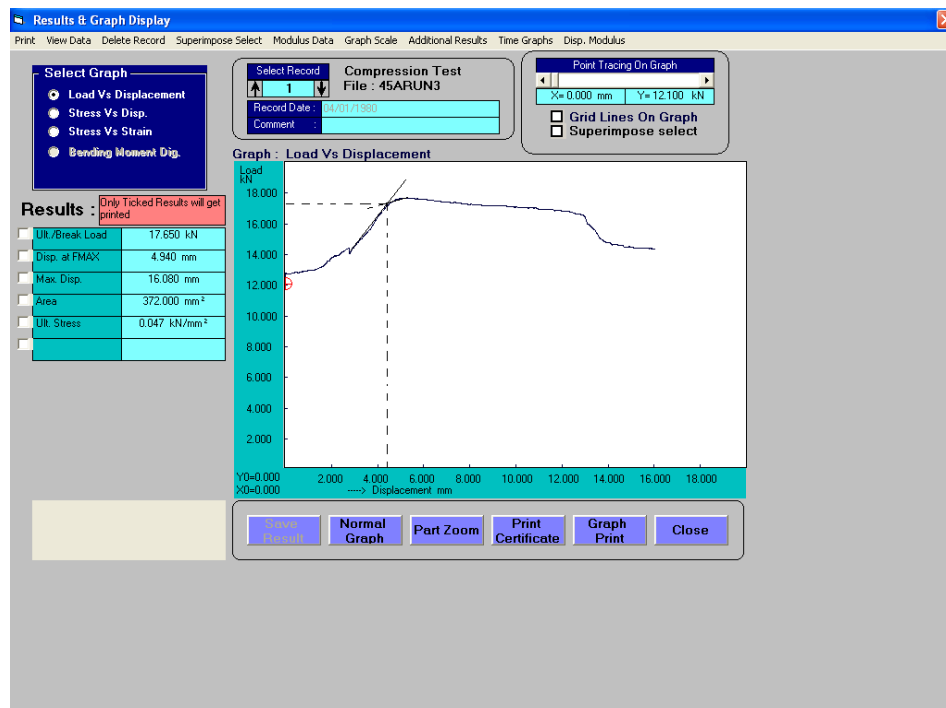 Results & Graph Display
Print View Data Delete Record Superimpose Select Modulus Data Graph Scale Additional Results Time Graphs Disp. Modulus
Select Graph
Load Vs Displacement
Stress Vs Disp.
Stress Vs Strain
Bending Moment Dig.
Select Record
1
Compression Test
File : 45ARUN3
Record Date : 04/01/1980
Comment :
Point Tracing On Graph
X= 0.000 mm Y= 12.100 kN
Grid Lines On Graph
Superimpose select
Results :
Only Ticked Results will get
printed
Ult./Break Load 17.650 kN
Disp. at FMAX 4.940 mm
Max. Disp. 16.080 mm
Area 372.000 mm²
Ult. Stress 0.047 kN/mm²
Graph : Load Vs Displacement
Load
kN
18.000
16.000
14.000
12.000
10.000
8.000
6.000
4.000
2.000
Y0=0.000
X0=0.000
2.000 4.000 6.000 8.000 10.000 12.000 14.000 16.000 18.000
-----> Displacement mm
Save
Result
Normal
Graph
Part Zoom
Print
Certificate
Graph
Print
Close